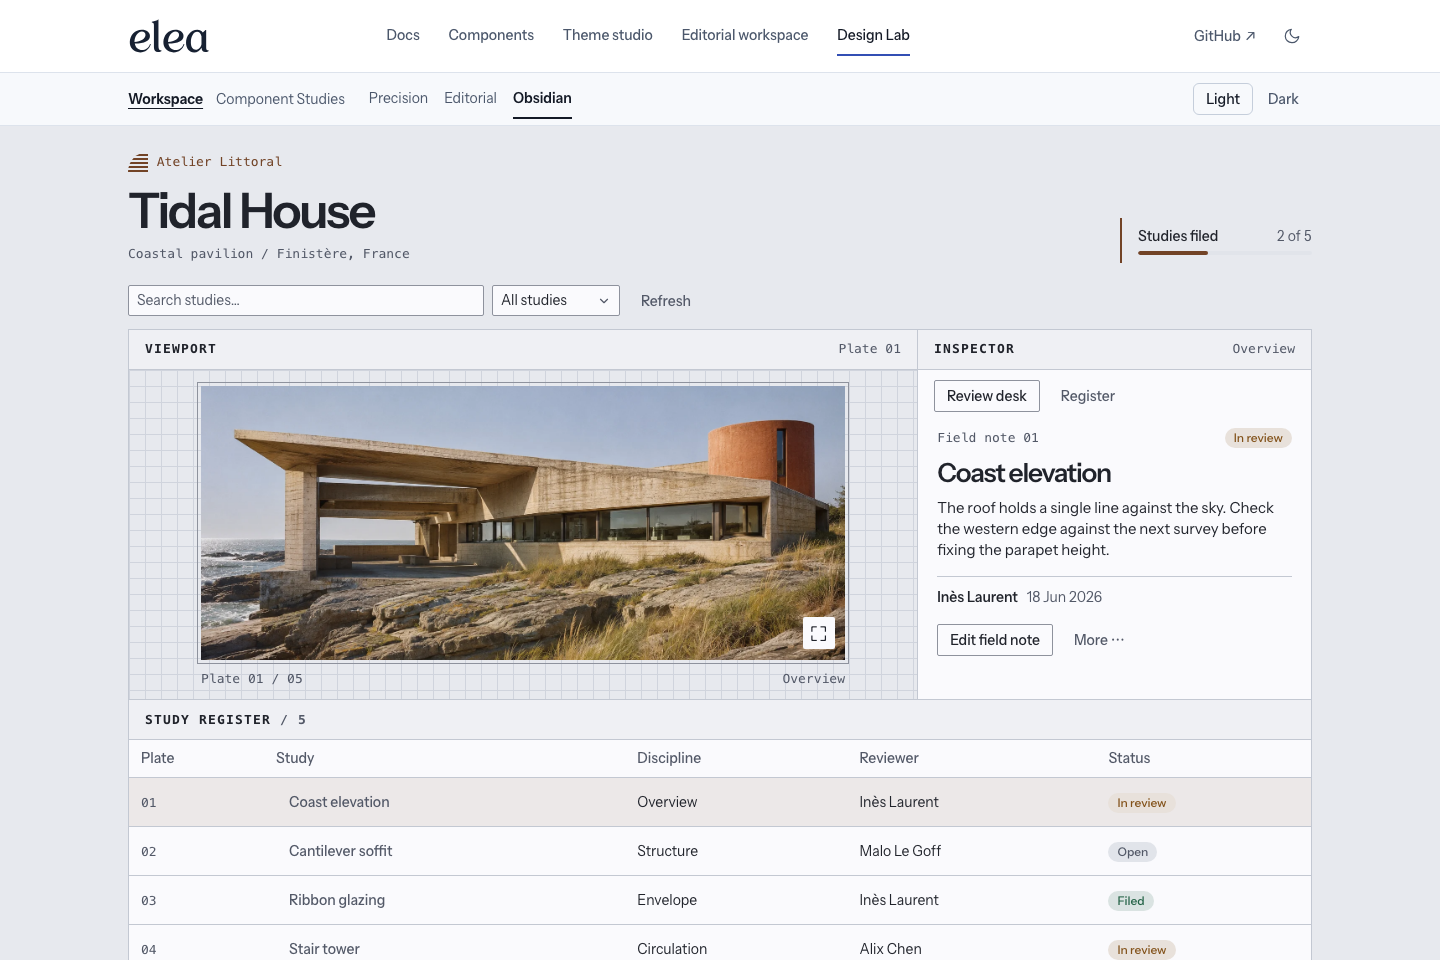 elea
Docs Components Theme studio Editorial workspace Design Lab
GitHub ↗
Workspace Component Studies Precision Editorial Obsidian
Light Dark
Atelier Littoral
Tidal House
Coastal pavilion / Finistère, France
Studies filed 2 of 5
Search studies… All studies Refresh
VIEWPORT Plate 01
INSPECTOR Overview
Review desk Register
Field note 01 In review
Coast elevation
The roof holds a single line against the sky. Check
the western edge against the next survey before
fixing the parapet height.
Inès Laurent 18 Jun 2026
Edit field note More ···
Plate 01 / 05 Overview
STUDY REGISTER / 5
Plate Study Discipline Reviewer Status
01 Coast elevation Overview Inès Laurent In review
02 Cantilever soffit Structure Malo Le Goff Open
03 Ribbon glazing Envelope Inès Laurent Filed
04 Stair tower Circulation Alix Chen In review